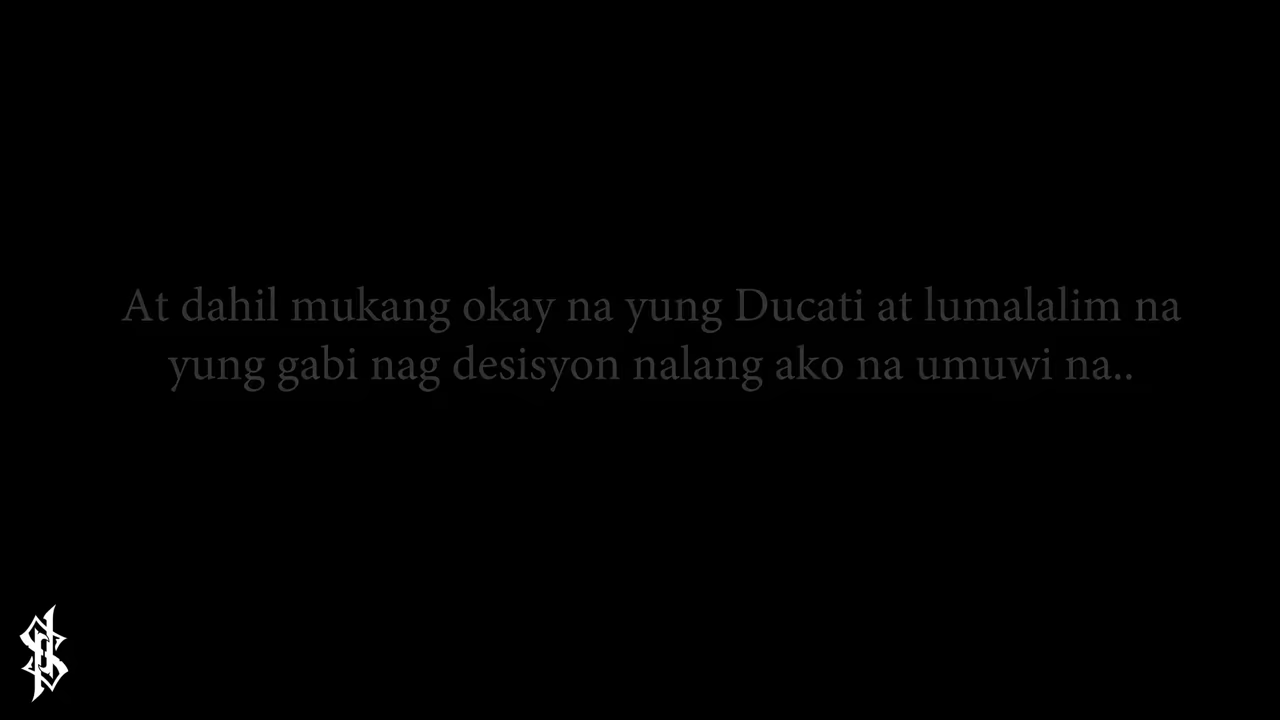 At dahil mukang okay na yung Ducati at lumalalim na
yung gabi nag desisyon nalang ako na umuwi na..